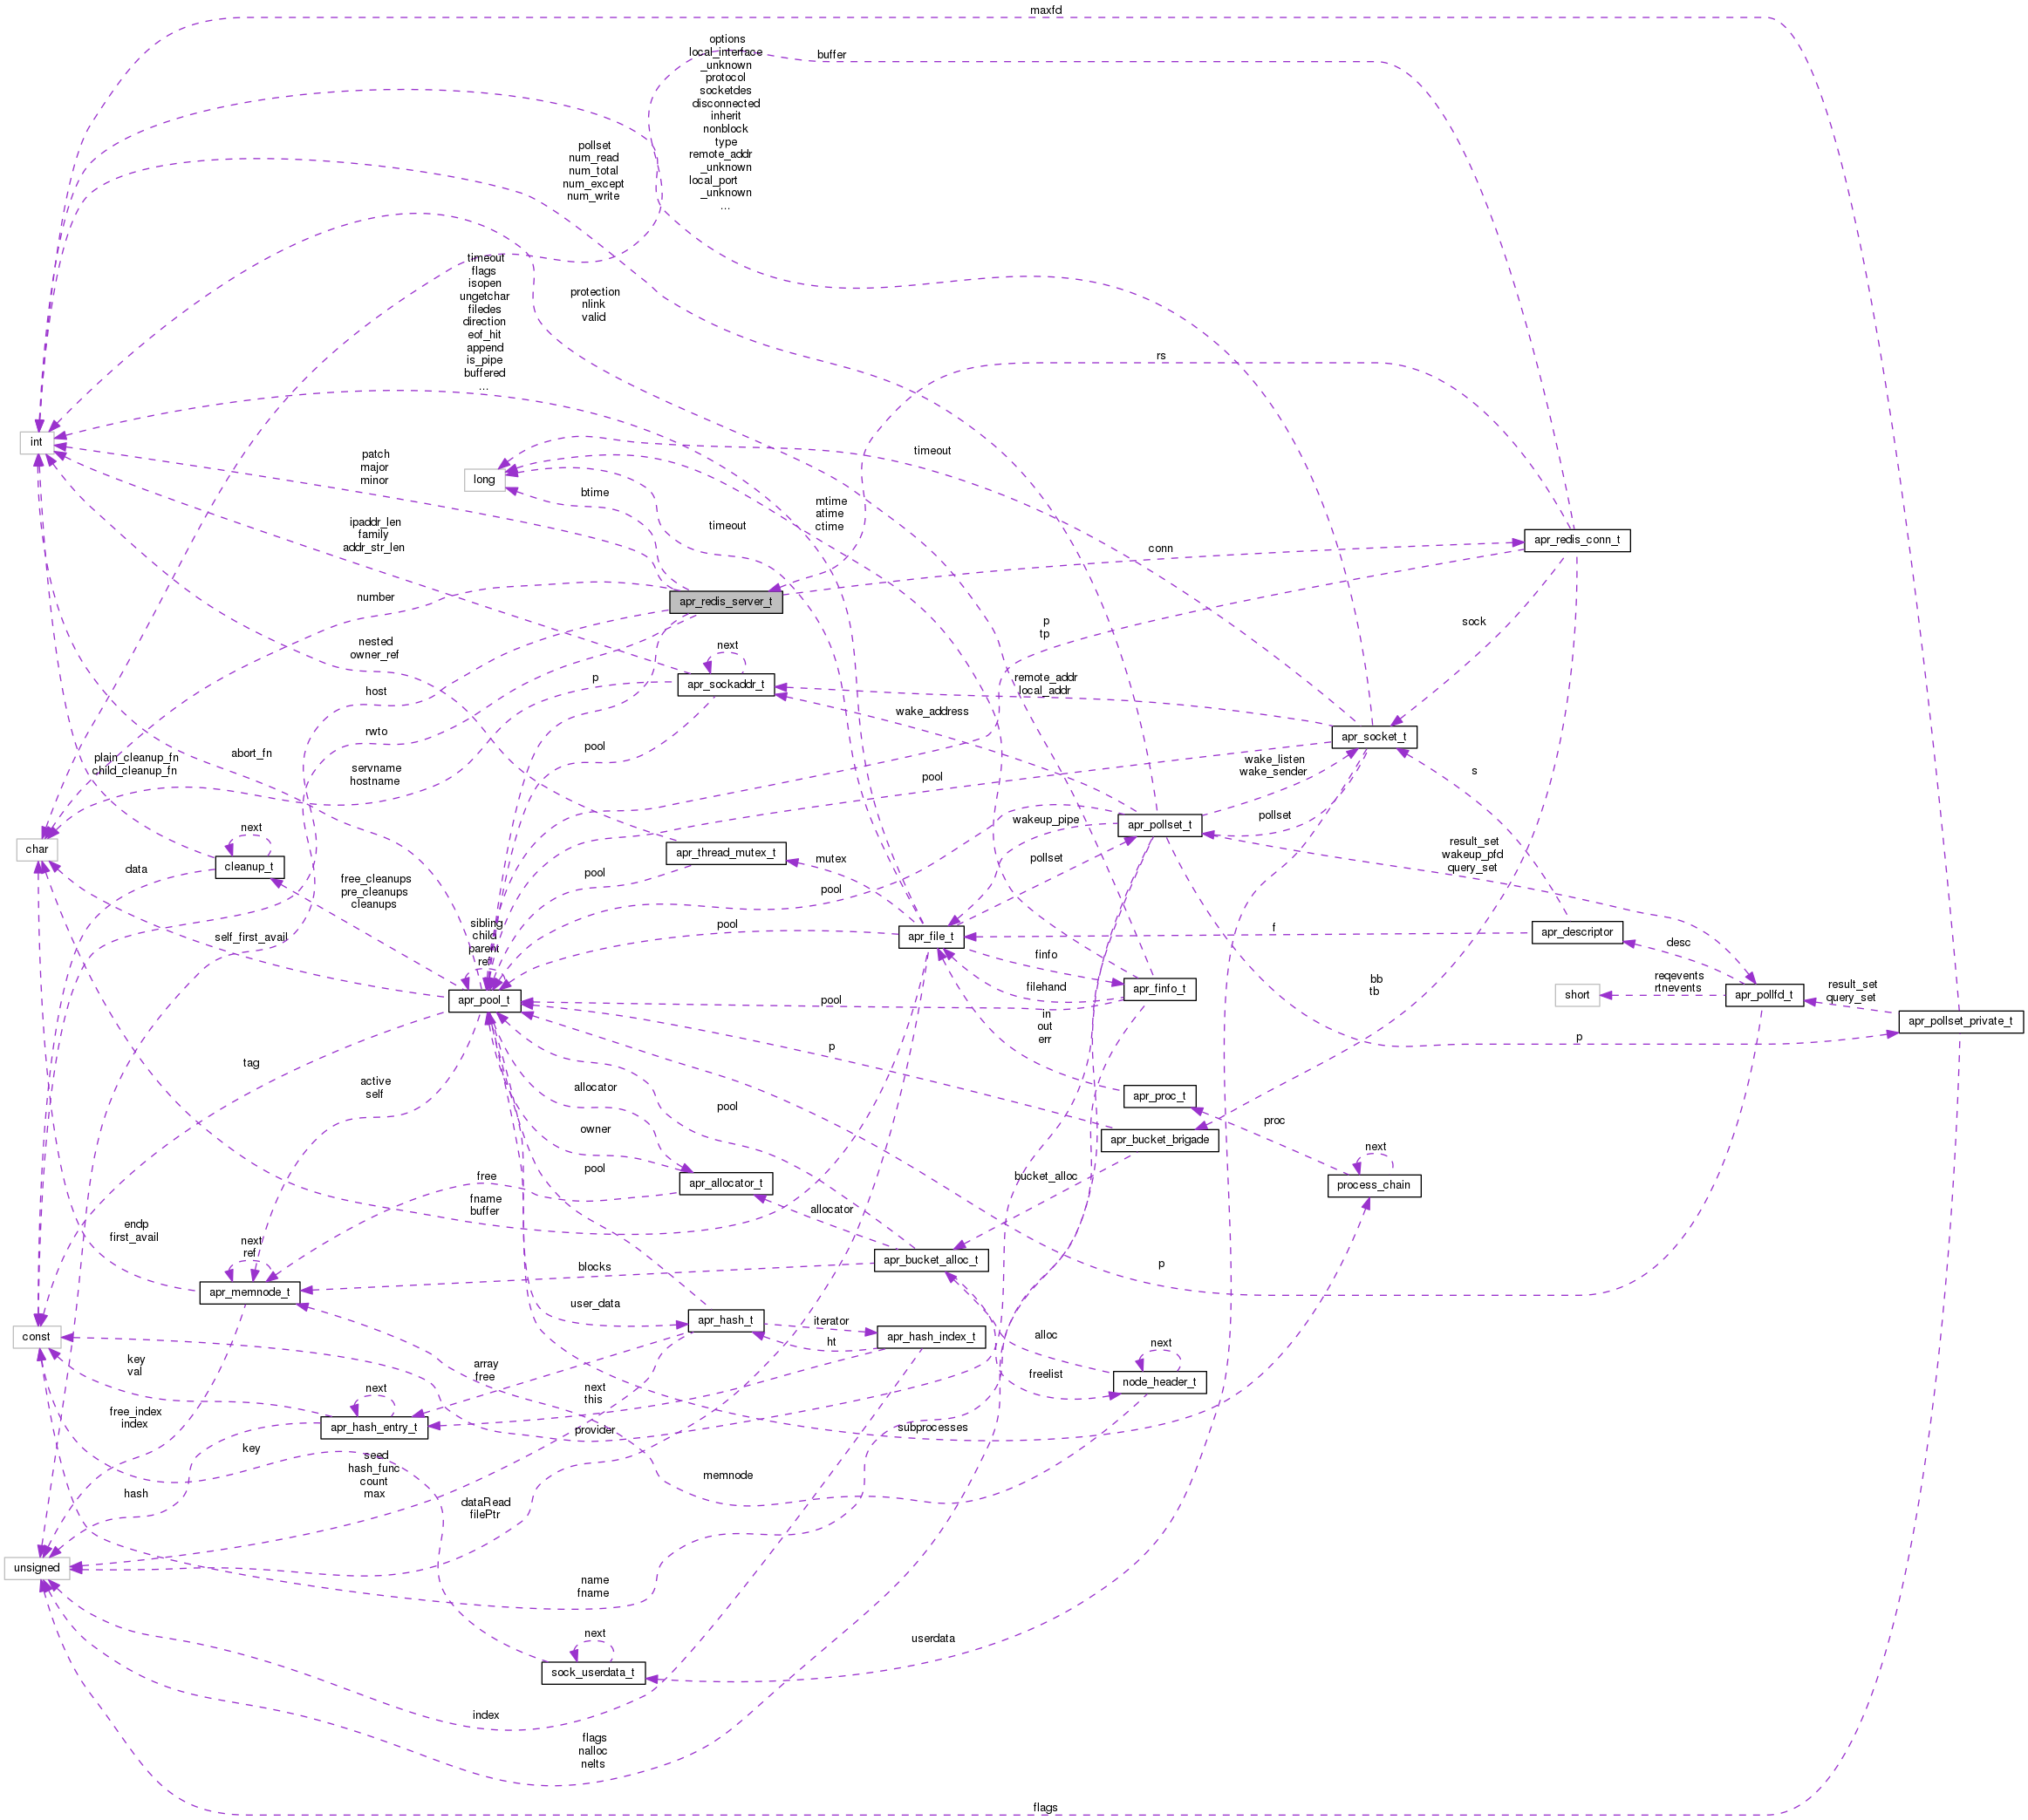 maxfd
options
local_interface
_unknown
protocol
socketdes
disconnected
inherit
nonblock
type
remote_addr
_unknown
local_port
_unknown
...
buffer
pollset
num_read
num_total
num_except
num_write
timeout
flags
isopen
ungetchar
filedes
direction
eof_hit
append
is_pipe
buffered
...
protection
nlink
valid
rs
int
long
patch
major
minor
btime
timeout
mtime
atime
ctime
timeout
ipaddr_len
family
addr_str_len
conn
apr_redis_conn_t
apr_redis_server_t
number
nested
owner_ref
p
tp
sock
next
host
p
apr_sockaddr_t
remote_addr
local_addr
wake_address
rwto
apr_socket_t
plain_cleanup_fn
child_cleanup_fn
abort_fn
servname
hostname
pool
pool
wake_listen
wake_sender
s
char
next
cleanup_t
data
apr_thread_mutex_t
mutex
wakeup_pipe
apr_pollset_t
pollset
pollset
result_set
wakeup_pfd
query_set
free_cleanups
pre_cleanups
cleanups
pool
pool
self_first_avail
sibling
child
parent
ref
pool
apr_file_t
f
apr_descriptor
finfo
desc
filehand
apr_pool_t
pool
apr_finfo_t
bb
tb
short
reqevents
rtnevents
apr_pollfd_t
result_set
query_set
apr_pollset_private_t
in
out
err
p
p
tag
active
self
allocator
pool
apr_proc_t
owner
apr_bucket_brigade
proc
next
pool
free
apr_allocator_t
bucket_alloc
process_chain
fname
buffer
allocator
endp
first_avail
next
ref
apr_memnode_t
blocks
apr_bucket_alloc_t
p
user_data
apr_hash_t
iterator
ht
apr_hash_index_t
alloc
next
const
key
val
array
free
freelist
node_header_t
next
next
this
free_index
index
apr_hash_entry_t
provider
subprocesses
key
seed
hash_func
count
max
memnode
hash
dataRead
filePtr
unsigned
name
fname
next
userdata
sock_userdata_t
index
flags
nalloc
nelts
flags